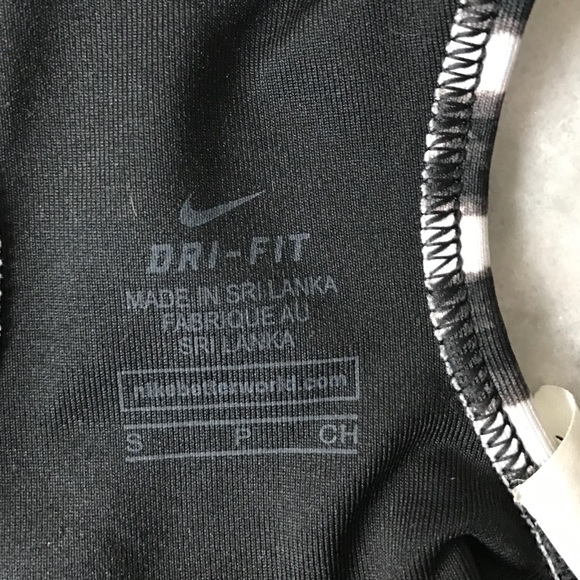 DRI-FIT
MADE IN SRI LANKA
FABRIQUE AU
SRI LANKA
nikebetterworld.com
S P CH